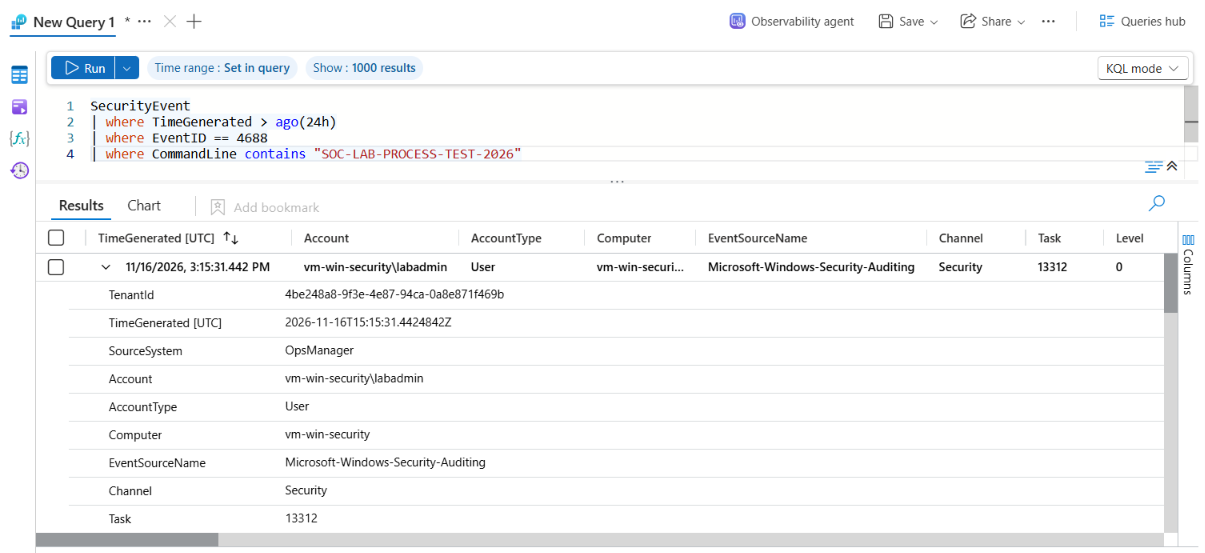 New Query 1 * ··· Observability agent Save Share ··· Queries hub
Run Time range : Set in query Show : 1000 results KQL mode
1 SecurityEvent
2 | where TimeGenerated > ago(24h)
3 | where EventID == 4688
4 | where CommandLine contains "SOC-LAB-PROCESS-TEST-2026"
Results Chart Add bookmark
TimeGenerated [UTC] Account AccountType Computer EventSourceName Channel Task Level
11/16/2026, 3:15:31.442 PM vm-win-security\labadmin User vm-win-securi... Microsoft-Windows-Security-Auditing Security 13312 0
Columns
TenantId 4be248a8-9f3e-4e87-94ca-0a8e871f469b
TimeGenerated [UTC] 2026-11-16T15:15:31.4424842Z
SourceSystem OpsManager
Account vm-win-security\labadmin
AccountType User
Computer vm-win-security
EventSourceName Microsoft-Windows-Security-Auditing
Channel Security
Task 13312